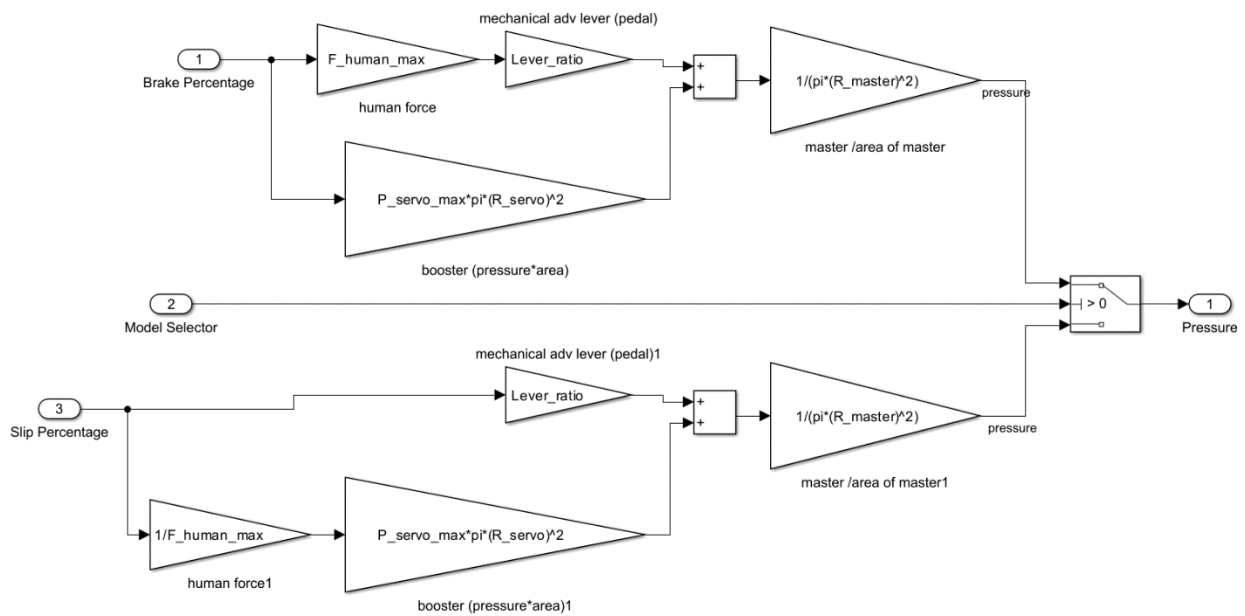 mechanical adv lever (pedal)
1
Brake Percentage
F_human_max
human force
Lever_ratio
+
+
1/(pi*(R_master)^2)
pressure
master /area of master
P_servo_max*pi*(R_servo)^2
booster (pressure*area)
2
Model Selector
> 0
1
Pressure
mechanical adv lever (pedal)1
3
Slip Percentage
Lever_ratio
+
+
1/(pi*(R_master)^2)
pressure
master /area of master1
1/F_human_max
human force1
P_servo_max*pi*(R_servo)^2
booster (pressure*area)1